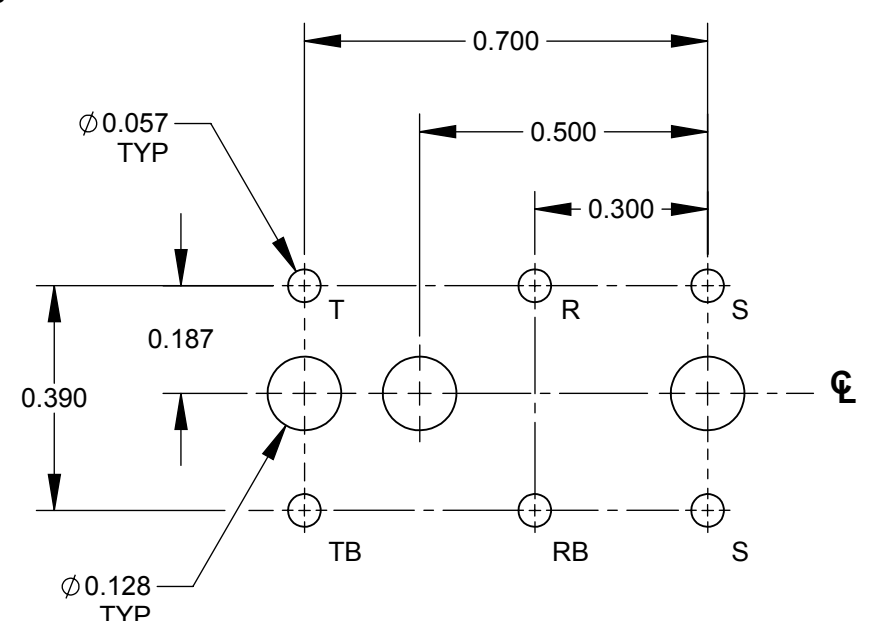 0.700
⌀0.057
TYP
0.500
0.300
T
R
S
0.187
0.390
℄
TB
RB
S
⌀0.128
TYP